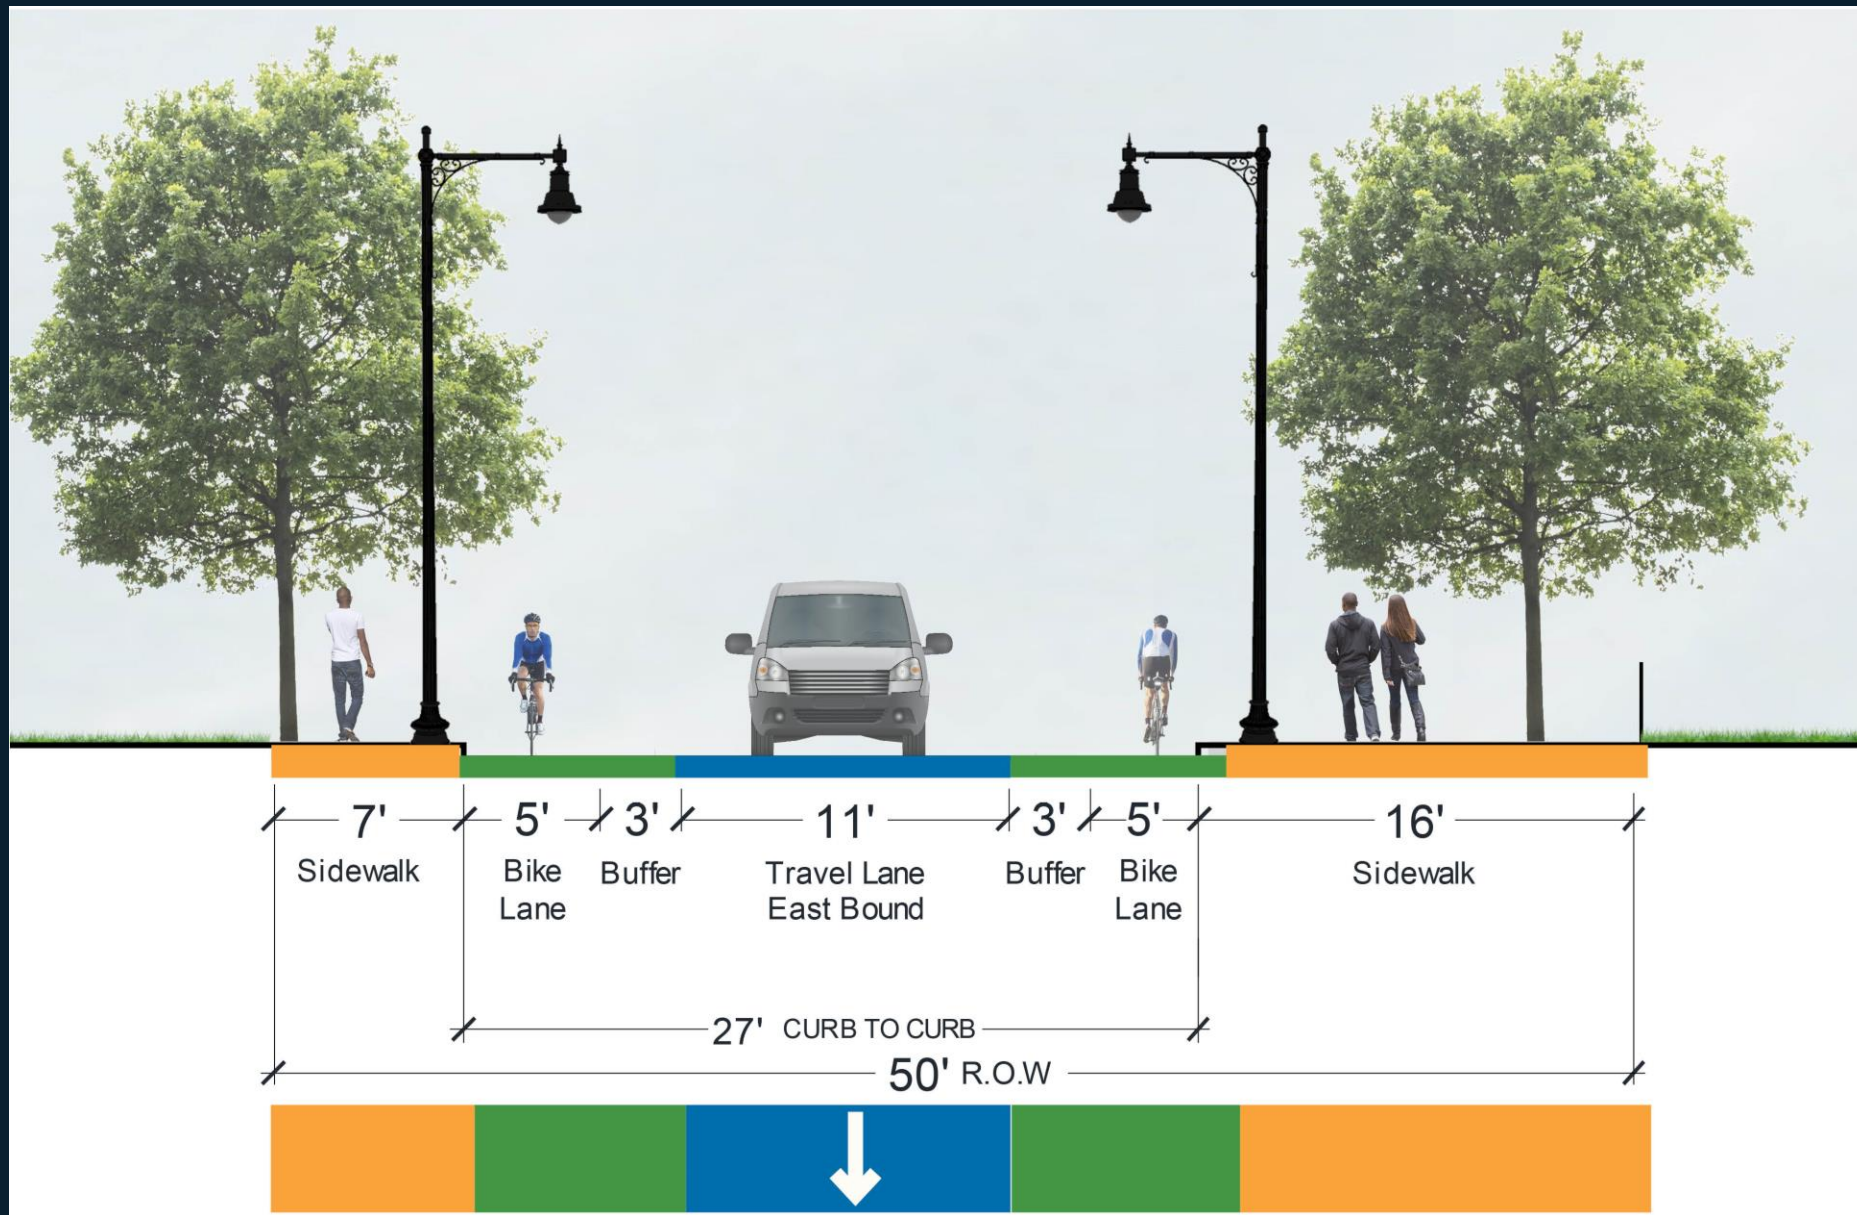 7' 5' 3' 11' 3' 5' 16'
Sidewalk
Bike
Lane
Buffer
Travel Lane
East Bound
Buffer
Bike
Lane
Sidewalk
27' CURB TO CURB
50' R.O.W